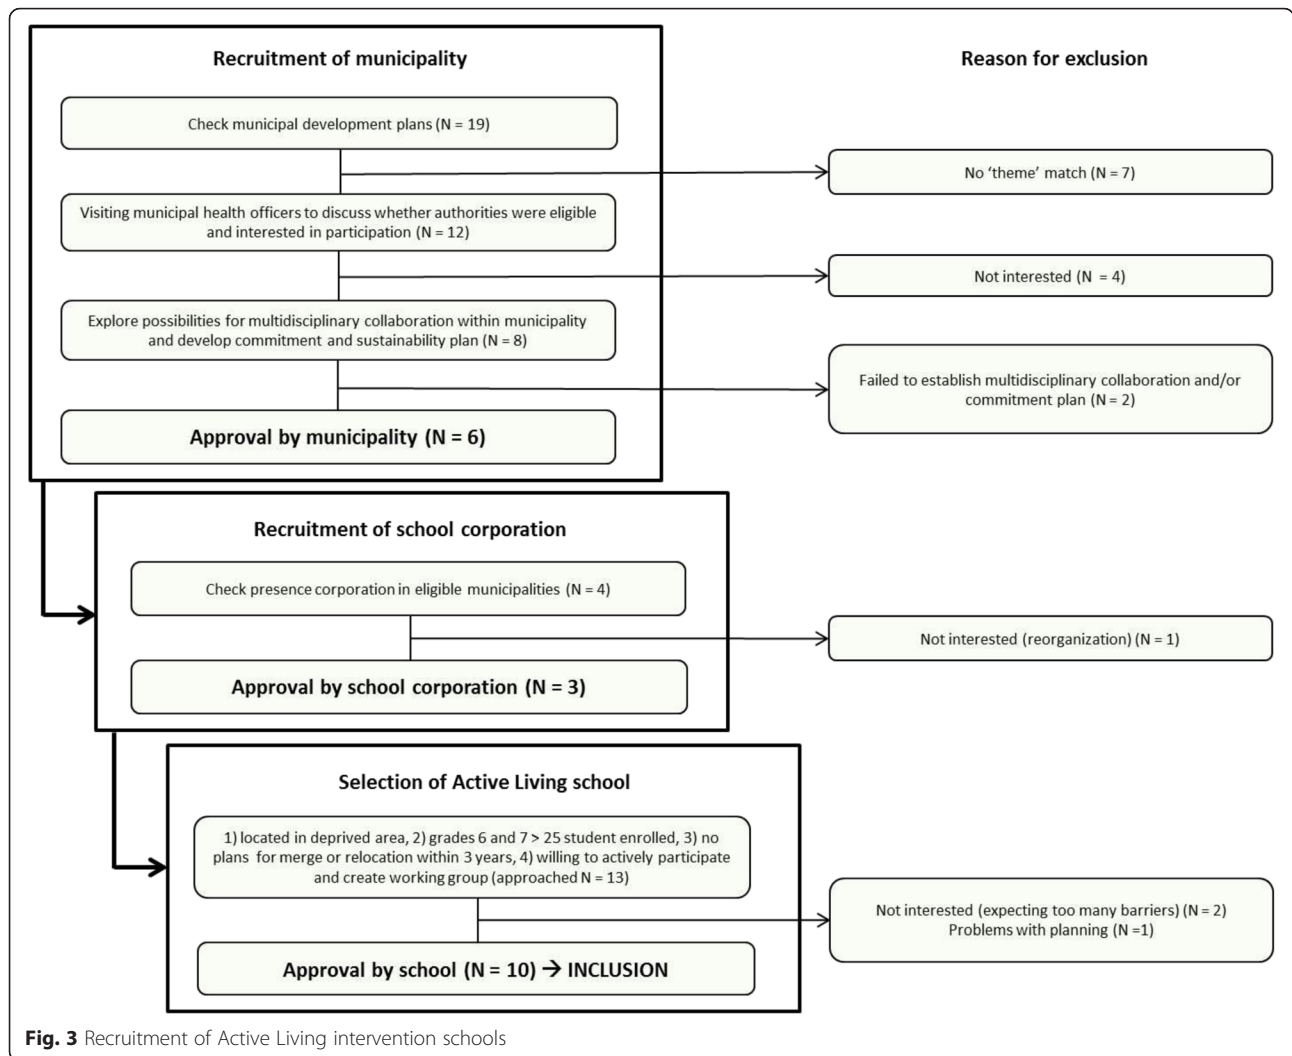 Recruitment of municipality
Reason for exclusion
Check municipal development plans (N = 19)
No ‘theme’ match (N = 7)
Visiting municipal health officers to discuss whether authorities were eligible
and interested in participation (N = 12)
Not interested (N = 4)
Explore possibilities for multidisciplinary collaboration within municipality
and develop commitment and sustainability plan (N = 8)
Failed to establish multidisciplinary collaboration and/or
commitment plan (N = 2)
Approval by municipality (N = 6)
Recruitment of school corporation
Check presence corporation in eligible municipalities (N = 4)
Not interested (reorganization) (N = 1)
Approval by school corporation (N = 3)
Selection of Active Living school
1) located in deprived area, 2) grades 6 and 7 > 25 student enrolled, 3) no
plans for merge or relocation within 3 years, 4) willing to actively participate
and create working group (approached N = 13)
Not interested (expecting too many barriers) (N = 2)
Problems with planning (N =1)
Approval by school (N = 10) → INCLUSION
Fig. 3 Recruitment of Active Living intervention schools